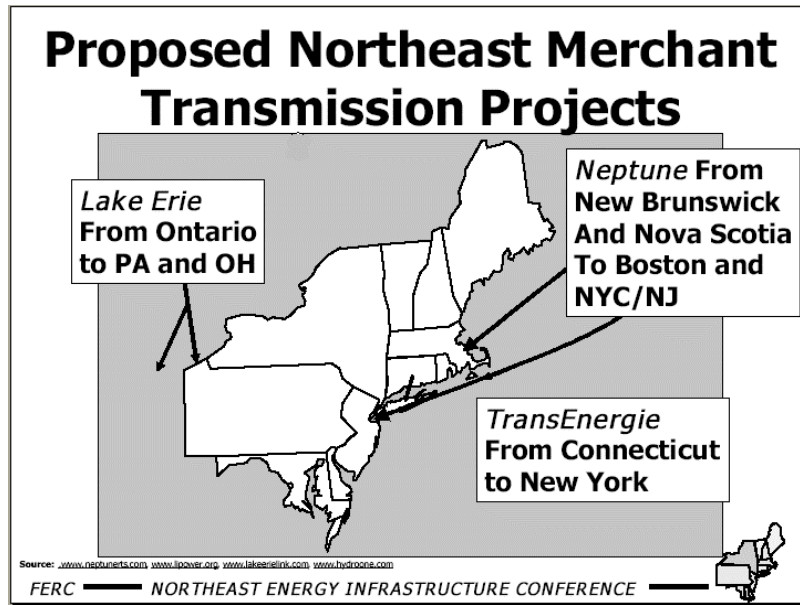 Proposed Northeast Merchant
Transmission Projects
Lake Erie
From Ontario
to PA and OH
Neptune From
New Brunswick
And Nova Scotia
To Boston and
NYC/NJ
TransEnergie
From Connecticut
to New York
Source: www.neptunerts.com, www.lipower.org, www.lakeerielink.com, www.hydroone.com
FERC NORTHEAST ENERGY INFRASTRUCTURE CONFERENCE